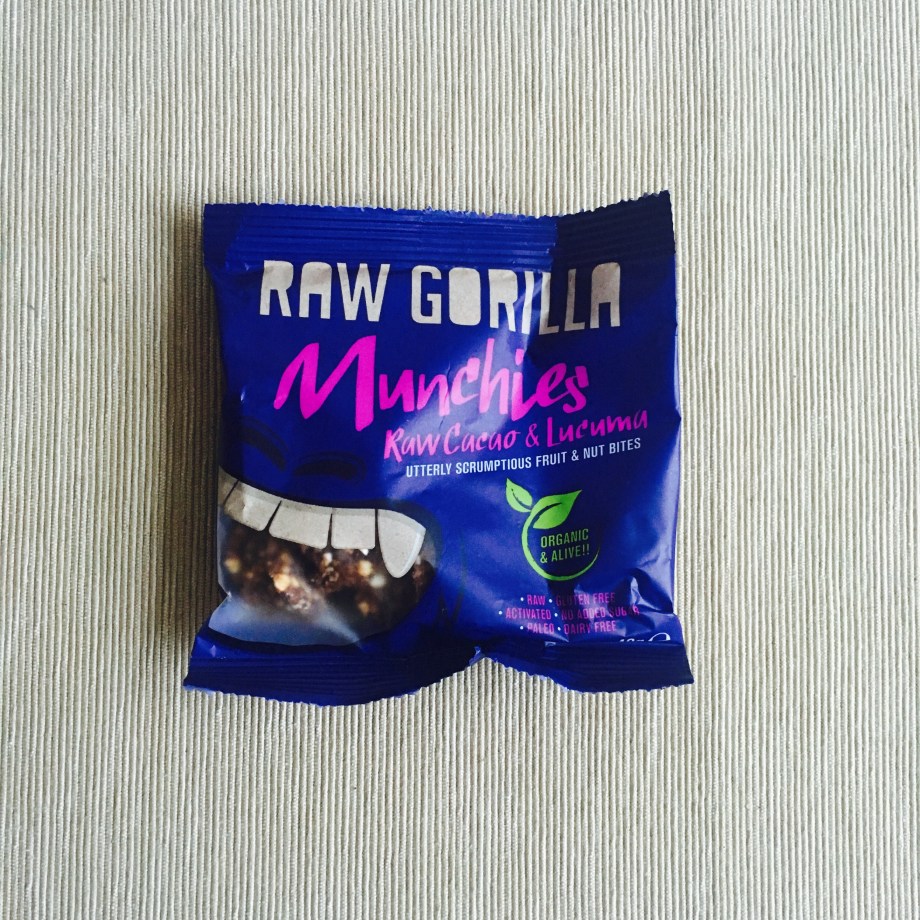 RAW GORILLA
Munchies
Raw Cacao & Lucuma
UTTERLY SCRUMPTIOUS FRUIT & NUT BITES
ORGANIC
& ALIVE!!
• RAW • GLUTEN FREE
• ACTIVATED • NO ADDED SUGAR
• PALEO • DAIRY FREE